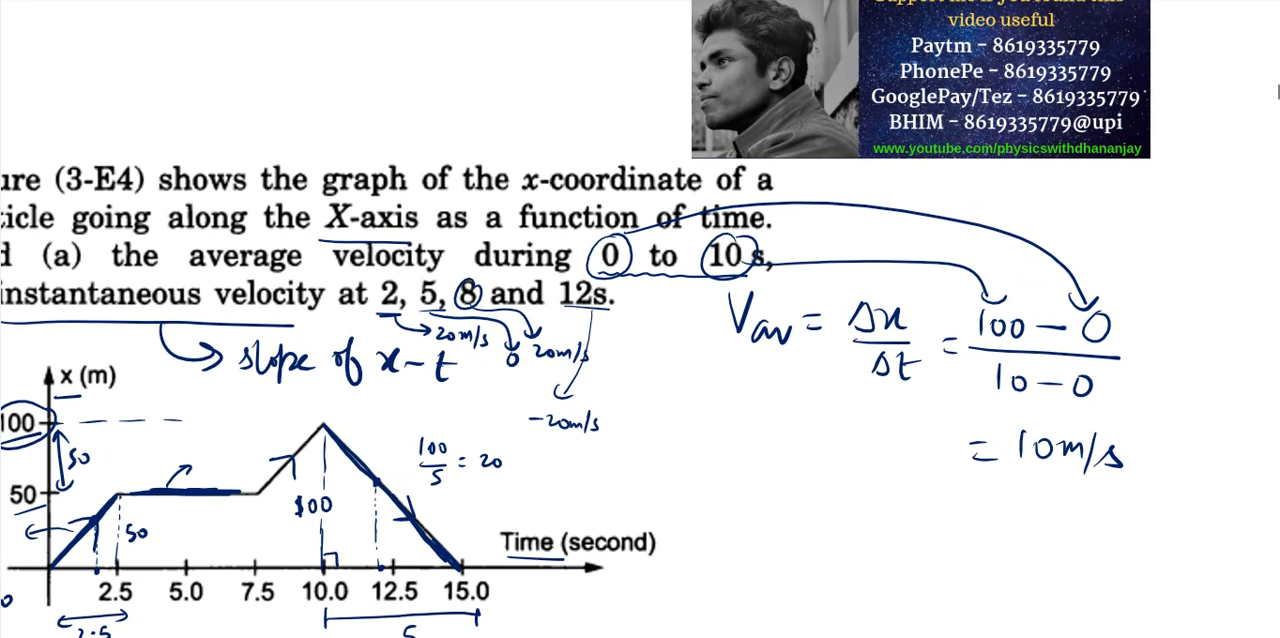 video useful
Paytm – 8619335779
PhonePe – 8619335779
GooglePay/Tez – 8619335779
BHIM – 8619335779@upi
www.youtube.com/physicswithdhananjay
ure (3-E4) shows the graph of the x-coordinate of a
ticle going along the X-axis as a function of time.
d (a) the average velocity during 0 to 10 s,
instantaneous velocity at 2, 5, 8 and 12s.
20m/s 0 20m/s
-20m/s
slope of x-t
Vav = Δx/Δt = 100 - 0 / 10 - 0
= 10m/s
x (m)
100
50
50
50
100
100/5 = 20
Time (second)
2.5 5.0 7.5 10.0 12.5 15.0
2.5
5